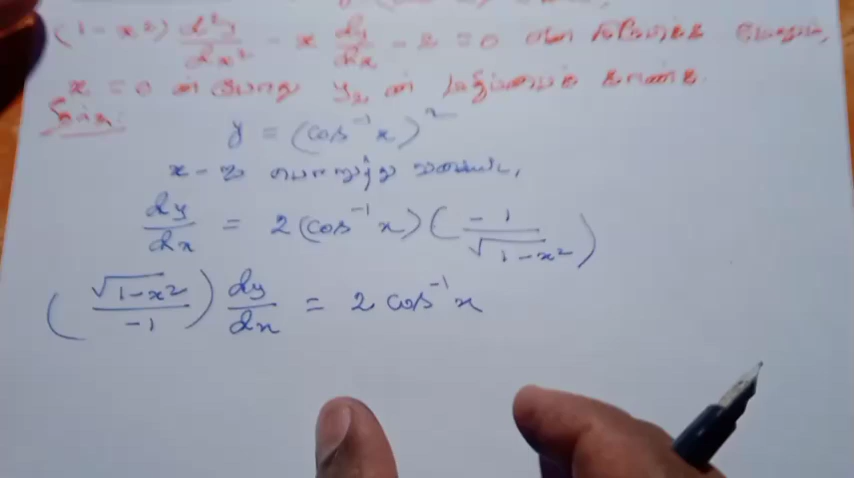 (1-x²) d²y/dx² - x dy/dx - 2 = 0 என
x = 0 ன் போது y₂ ன் மதிப்பைக் காண்க.
தீர்வு:
y = (cos⁻¹x)²
x-ஐ பொறுத்து வகையிட,
dy/dx = 2(cos⁻¹x)(-1/√1-x²)
(√1-x²/-1) dy/dx = 2 cos⁻¹x